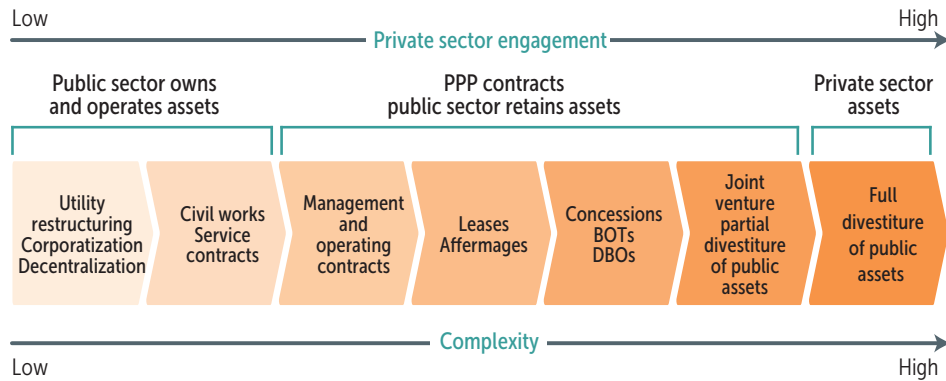 Low
High
Private sector engagement
Public sector owns
and operates assets
PPP contracts
public sector retains assets
Private sector
assets
Utility
restructuring
Corporatization
Decentralization
Civil works
Service
contracts
Management
and
operating
contracts
Leases
Affermages
Concessions
BOTs
DBOs
Joint
venture
partial
divestiture
of public
assets
Full
divestiture
of public
assets
Complexity
Low
High